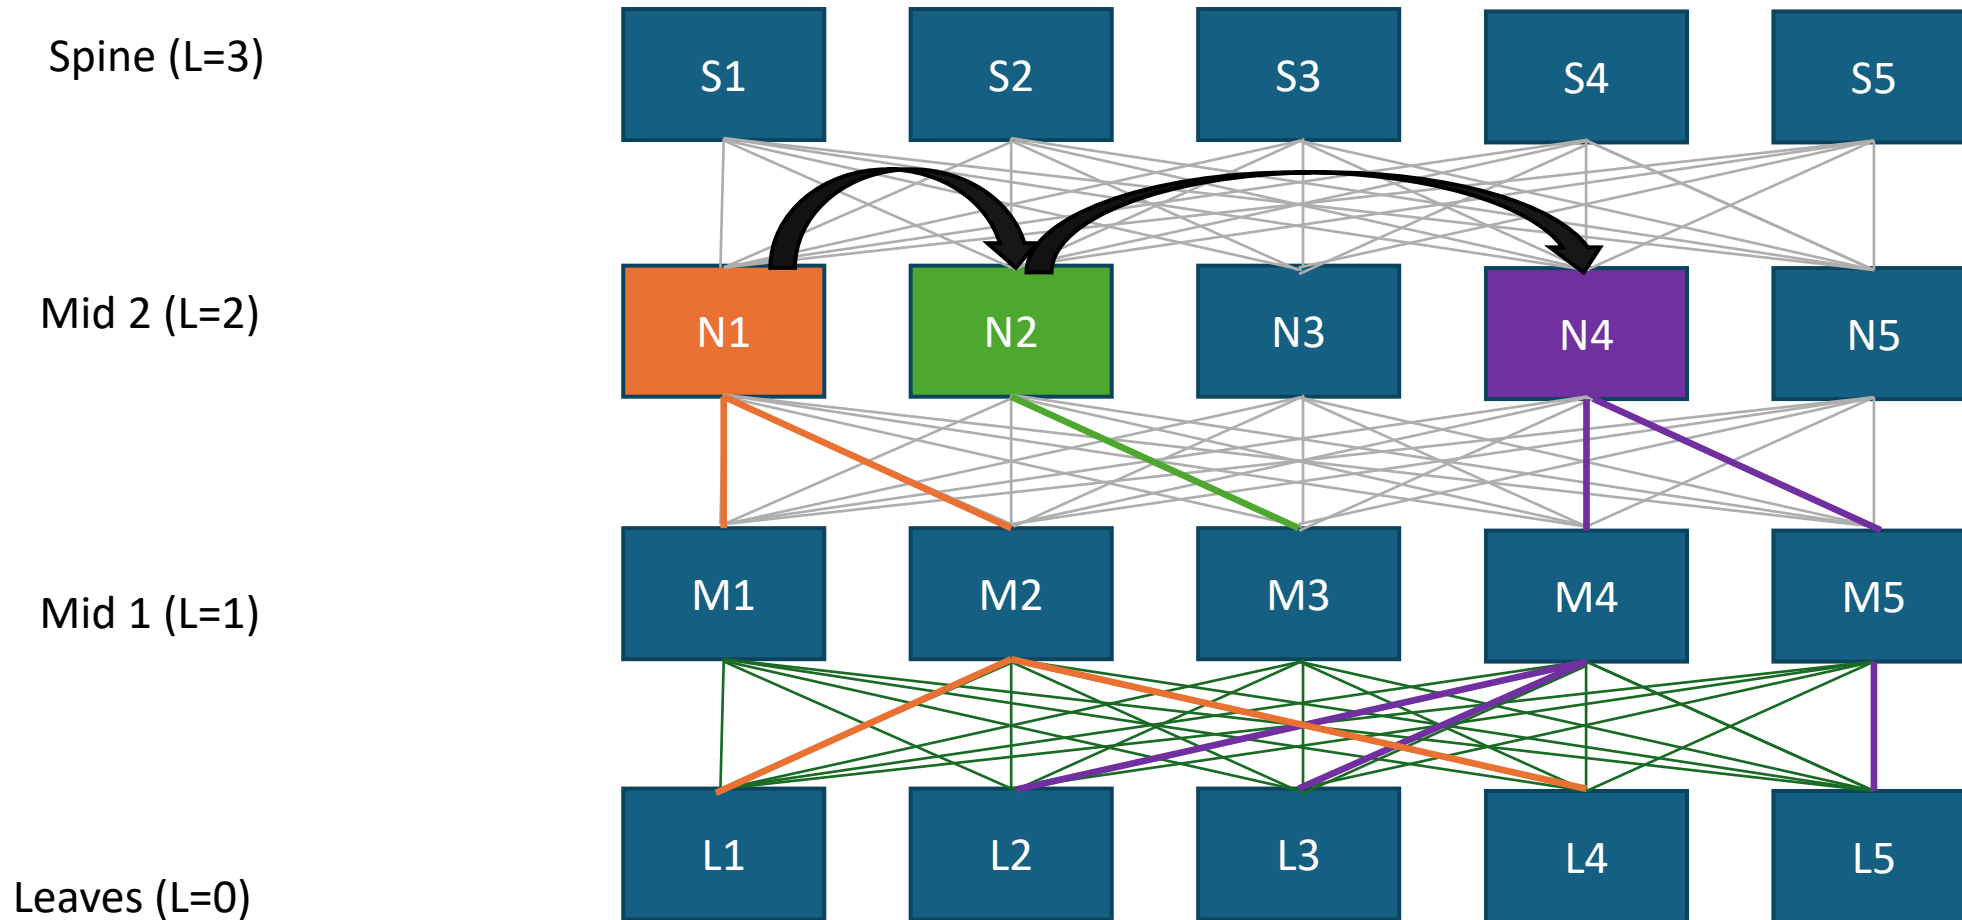 Spine (L=3)
S1
S2
S3
S4
S5
Mid 2 (L=2)
N1
N2
N3
N4
N5
Mid 1 (L=1)
M1
M2
M3
M4
M5
Leaves (L=0)
L1
L2
L3
L4
L5